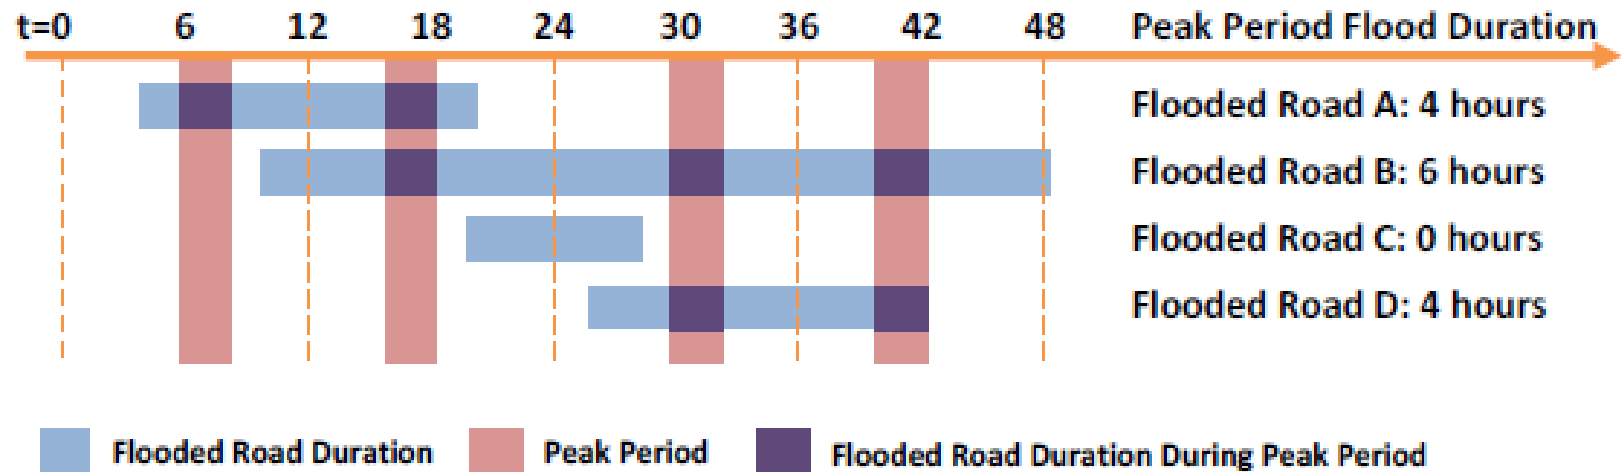 t=0 6 12 18 24 30 36 42 48 Peak Period Flood Duration
Flooded Road A: 4 hours
Flooded Road B: 6 hours
Flooded Road C: 0 hours
Flooded Road D: 4 hours
Flooded Road Duration Peak Period Flooded Road Duration During Peak Period